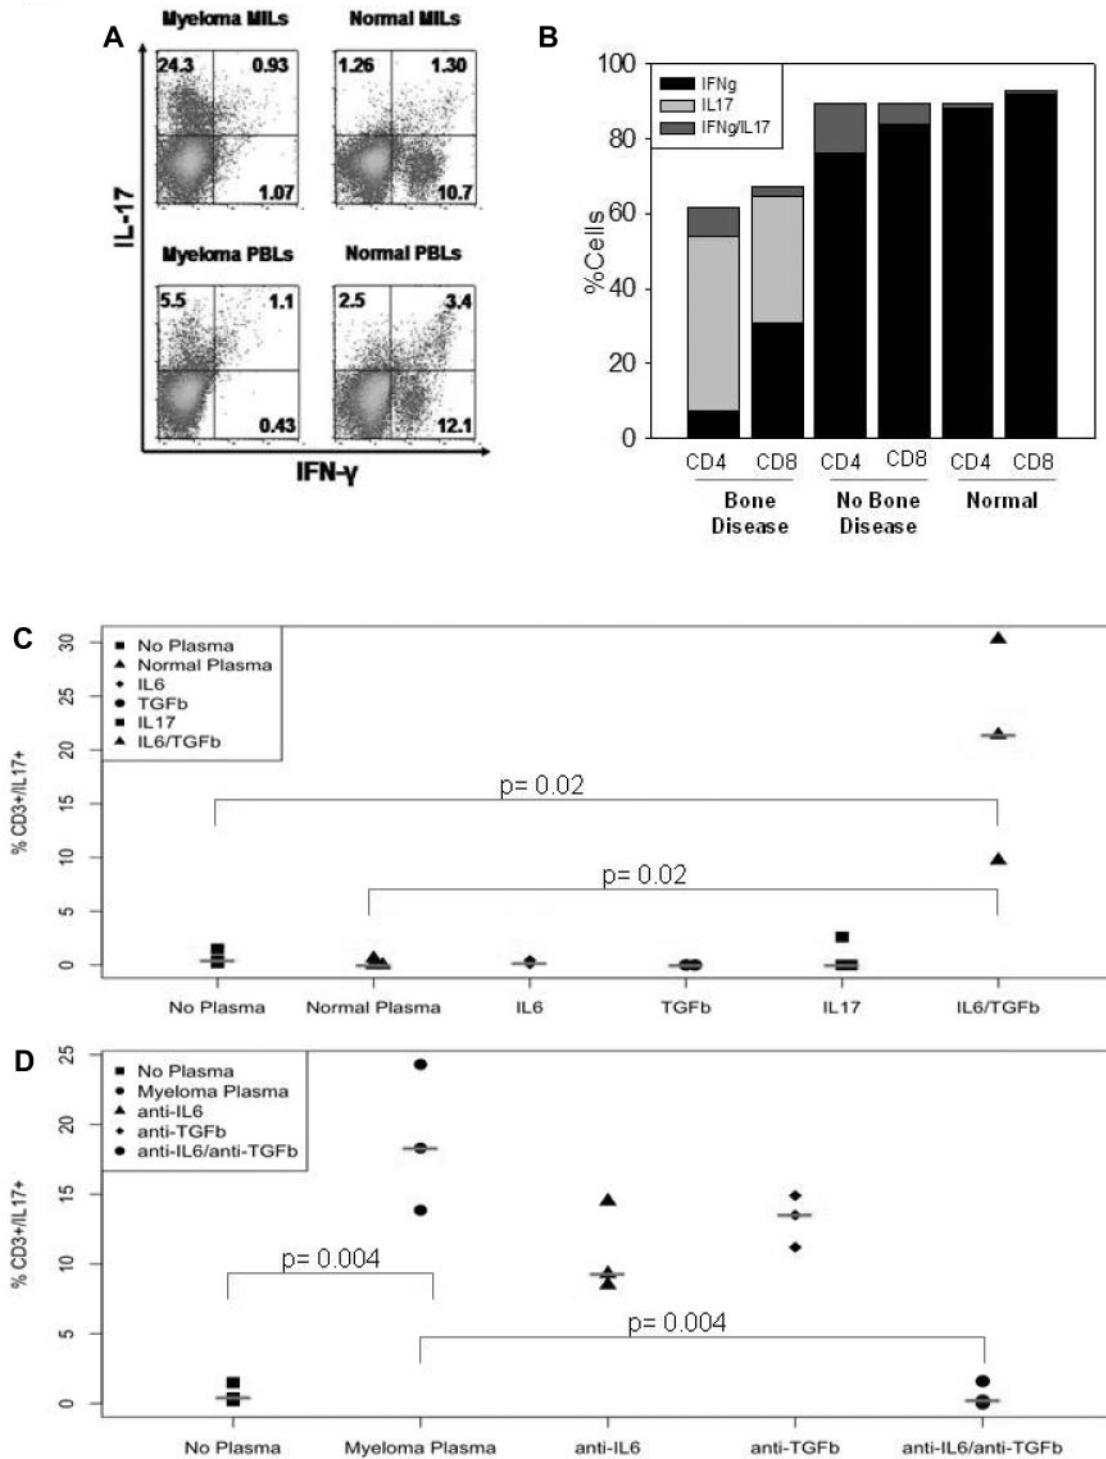 A
Myeloma MILs
Normal MILs
24.3 0.93
1.07
1.26 1.30
10.7
IL-17
Myeloma PBLs
Normal PBLs
5.5 1.1
0.43
2.5 3.4
12.1
IFN-γ
B
100
80
60
40
20
0
%Cells
IFNg
IL17
IFNg/IL17
CD4 CD8 CD4 CD8 CD4 CD8
Bone
Disease
No Bone
Disease
Normal
C
% CD3+/IL17+
30
25
20
15
10
5
0
No Plasma
Normal Plasma
IL6
TGFb
IL17
IL6/TGFb
p= 0.02
p= 0.02
No Plasma Normal Plasma IL6 TGFb IL17 IL6/TGFb
D
% CD3+/IL17+
25
20
15
10
5
0
No Plasma
Myeloma Plasma
anti-IL6
anti-TGFb
anti-IL6/anti-TGFb
p= 0.004
p= 0.004
No Plasma Myeloma Plasma anti-IL6 anti-TGFb anti-IL6/anti-TGFb